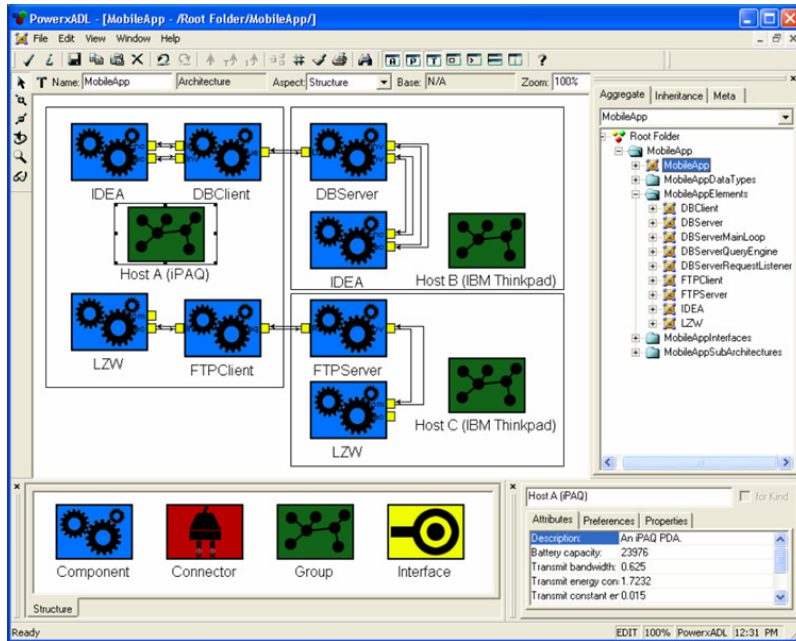 PowerxADL - [MobileApp - /Root Folder/MobileApp/]
File Edit View Window Help
Name: MobileApp Architecture Aspect: Structure Base: N/A Zoom: 100%
Aggregate Inheritance Meta
MobileApp
Root Folder
MobileApp
MobileApp
MobileAppDataTypes
MobileAppElements
DBClient
DBServer
DBServerMainLoop
DBServerQueryEngine
DBServerRequestListener
FTPClient
FTPServer
IDEA
LZW
MobileAppInterfaces
MobileAppSubArchitectures
IDEA DBClient DBServer
Host A (iPAQ)
IDEA
Host B (IBM Thinkpad)
LZW FTPClient FTPServer
LZW
Host C (IBM Thinkpad)
Component Connector Group Interface
Structure
Host A (iPAQ) for Kind
Attributes Preferences Properties
Description: An iPAQ PDA.
Battery capacity: 23976
Transmit bandwidth: 0.625
Transmit energy con: 1.7232
Transmit constant er 0.015
Ready EDIT 100% PowerxADL 12:31 PM